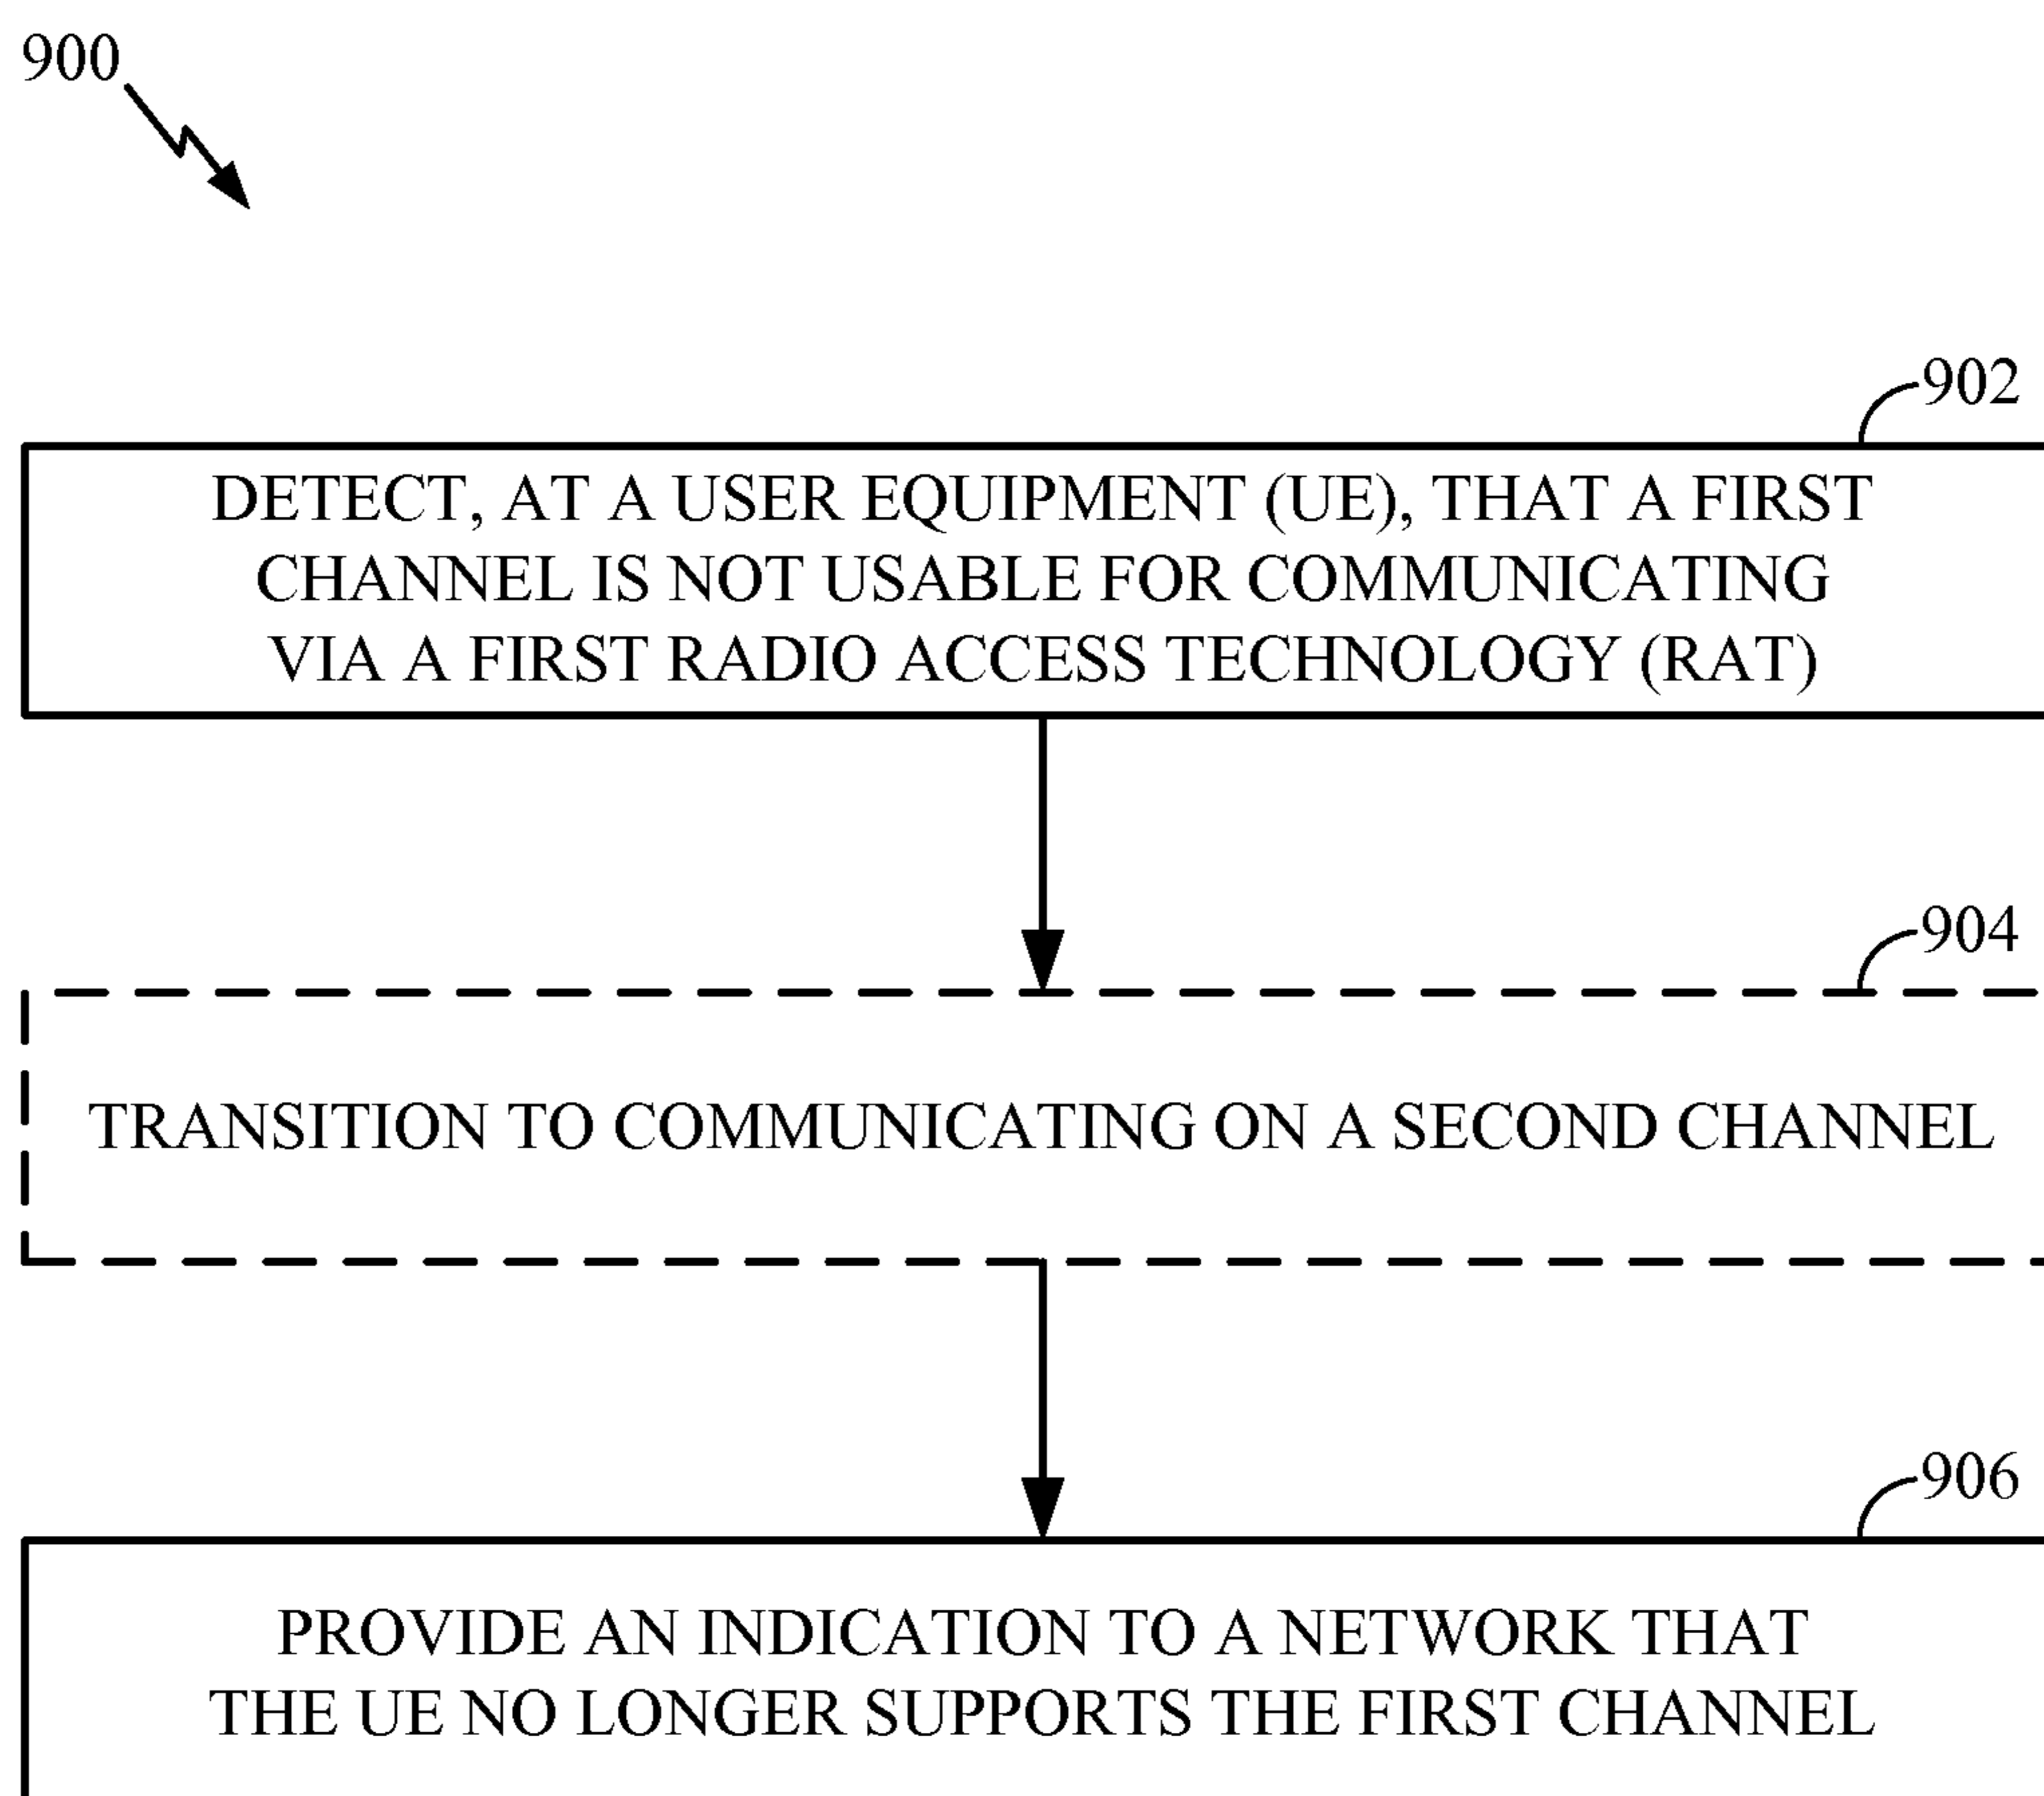 900
902
DETECT, AT A USER EQUIPMENT (UE), THAT A FIRST
CHANNEL IS NOT USABLE FOR COMMUNICATING
VIA A FIRST RADIO ACCESS TECHNOLOGY (RAT)
904
TRANSITION TO COMMUNICATING ON A SECOND CHANNEL
906
PROVIDE AN INDICATION TO A NETWORK THAT
THE UE NO LONGER SUPPORTS THE FIRST CHANNEL